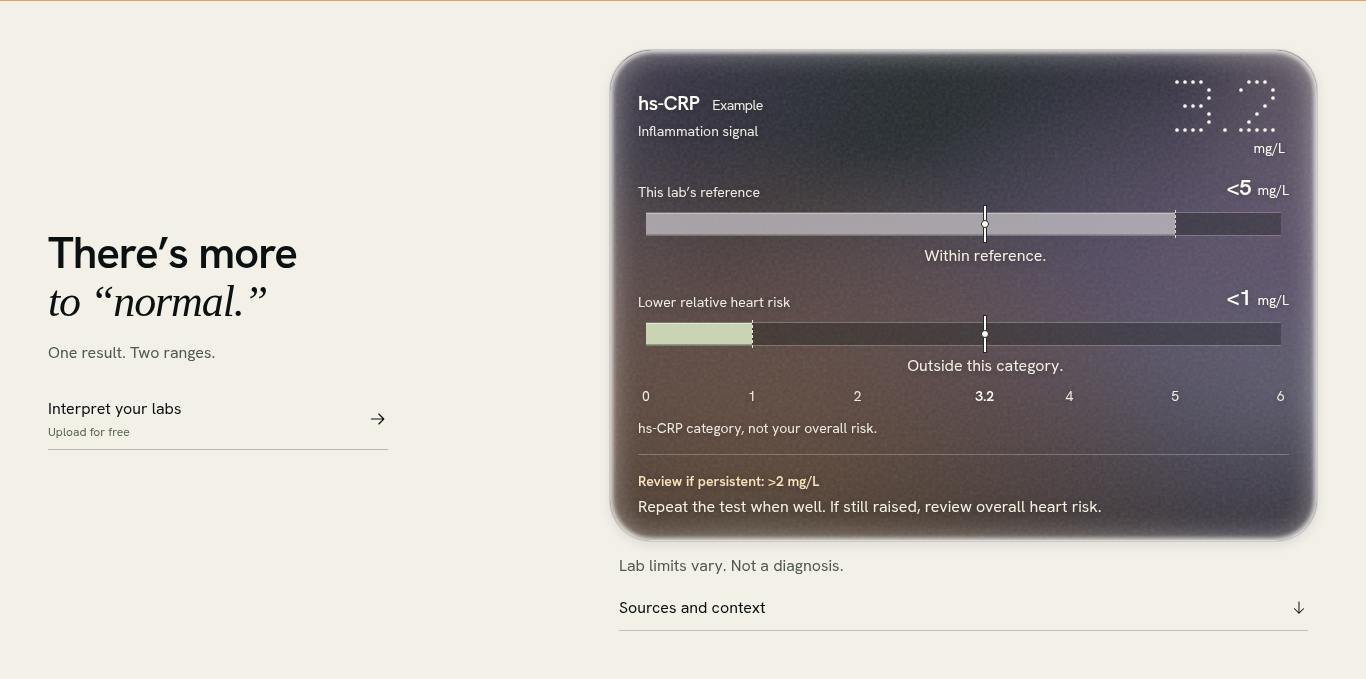 There’s more
to “normal.”
One result. Two ranges.
Interpret your labs
Upload for free
hs-CRP Example
Inflammation signal
3.2
mg/L
This lab’s reference
<5 mg/L
Within reference.
Lower relative heart risk
<1 mg/L
Outside this category.
0 1 2 3.2 4 5 6
hs-CRP category, not your overall risk.
Review if persistent: >2 mg/L
Repeat the test when well. If still raised, review overall heart risk.
Lab limits vary. Not a diagnosis.
Sources and context